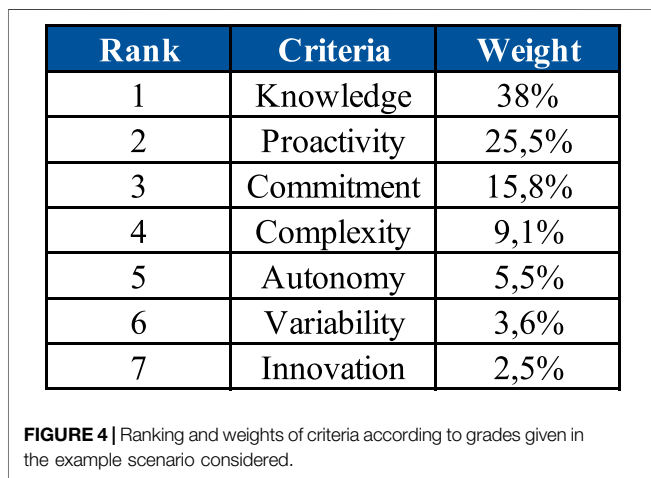 Rank Criteria Weight
1 Knowledge 38%
2 Proactivity 25,5%
3 Commitment 15,8%
4 Complexity 9,1%
5 Autonomy 5,5%
6 Variability 3,6%
7 Innovation 2,5%
FIGURE 4 | Ranking and weights of criteria according to grades given in
the example scenario considered.